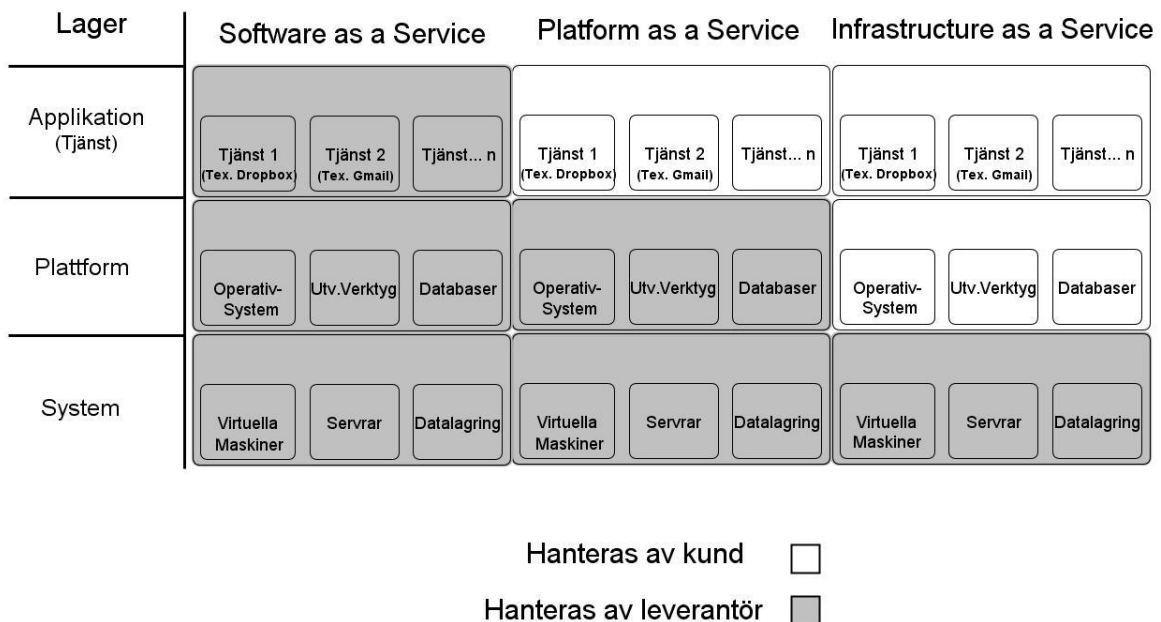 Lager
Software as a Service
Platform as a Service
Infrastructure as a Service
Applikation
(Tjänst)
Tjänst 1
(Tex. Dropbox)
Tjänst 2
(Tex. Gmail)
Tjänst... n
Tjänst 1
(Tex. Dropbox)
Tjänst 2
(Tex. Gmail)
Tjänst... n
Tjänst 1
(Tex. Dropbox)
Tjänst 2
(Tex. Gmail)
Tjänst... n
Plattform
Operativ-
System
Utv.Verktyg
Databaser
Operativ-
System
Utv.Verktyg
Databaser
Operativ-
System
Utv.Verktyg
Databaser
System
Virtuella
Maskiner
Servrar
Datalagring
Virtuella
Maskiner
Servrar
Datalagring
Virtuella
Maskiner
Servrar
Datalagring
Hanteras av kund
Hanteras av leverantör